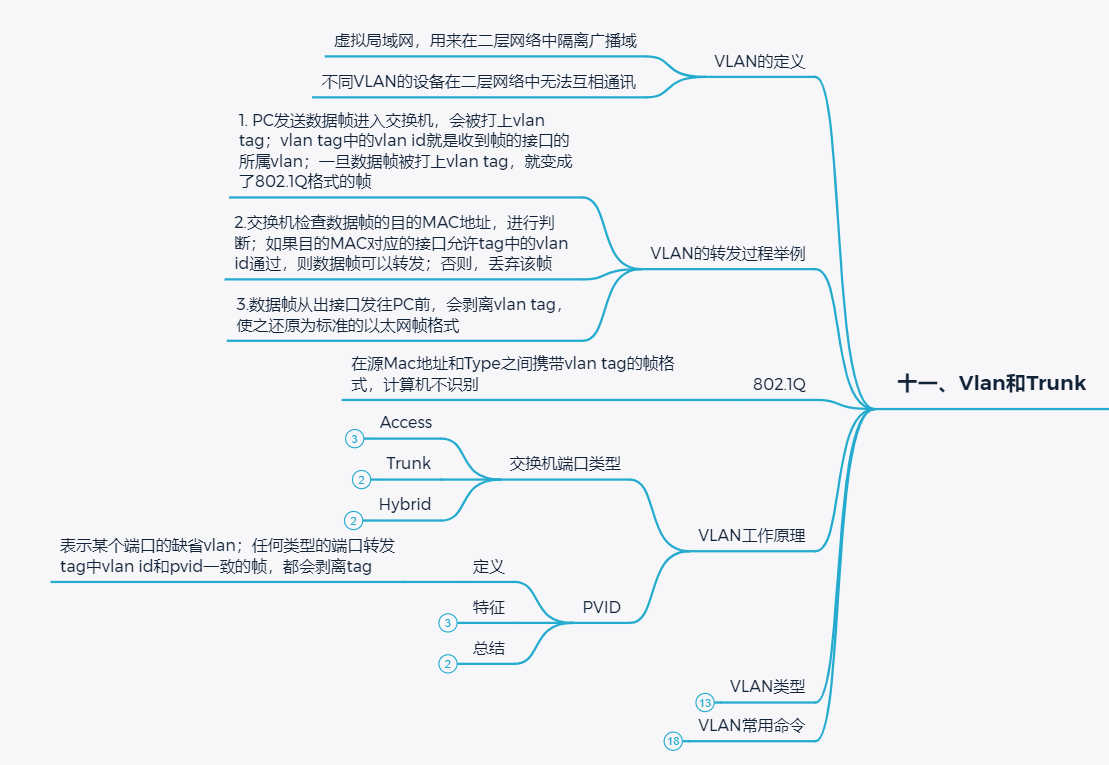 虚拟局域网，用来在二层网络中隔离广播域
VLAN的定义
不同VLAN的设备在二层网络中无法互相通讯
1. PC发送数据帧进入交换机，会被打上vlan
tag；vlan tag中的vlan id就是收到帧的接口的
所属vlan；一旦数据帧被打上vlan tag，就变成
了802.1Q格式的帧
2.交换机检查数据帧的目的MAC地址，进行判
断；如果目的MAC对应的接口允许tag中的vlan
id通过，则数据帧可以转发；否则，丢弃该帧
VLAN的转发过程举例
3.数据帧从出接口发往PC前，会剥离vlan tag，
使之还原为标准的以太网帧格式
在源Mac地址和Type之间携带vlan tag的帧格
式，计算机不识别
802.1Q
十一、Vlan和Trunk
Access
3
Trunk
2
交换机端口类型
Hybrid
2
VLAN工作原理
表示某个端口的缺省vlan；任何类型的端口转发
tag中vlan id和pvid一致的帧，都会剥离tag
定义
特征
3
PVID
总结
2
VLAN类型
13
VLAN常用命令
18